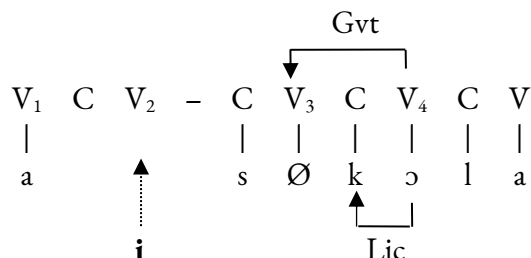 Gvt
V₁ C V₂ – C V₃ C V₄ C V
a s Ø k ɔ l a
i Lic